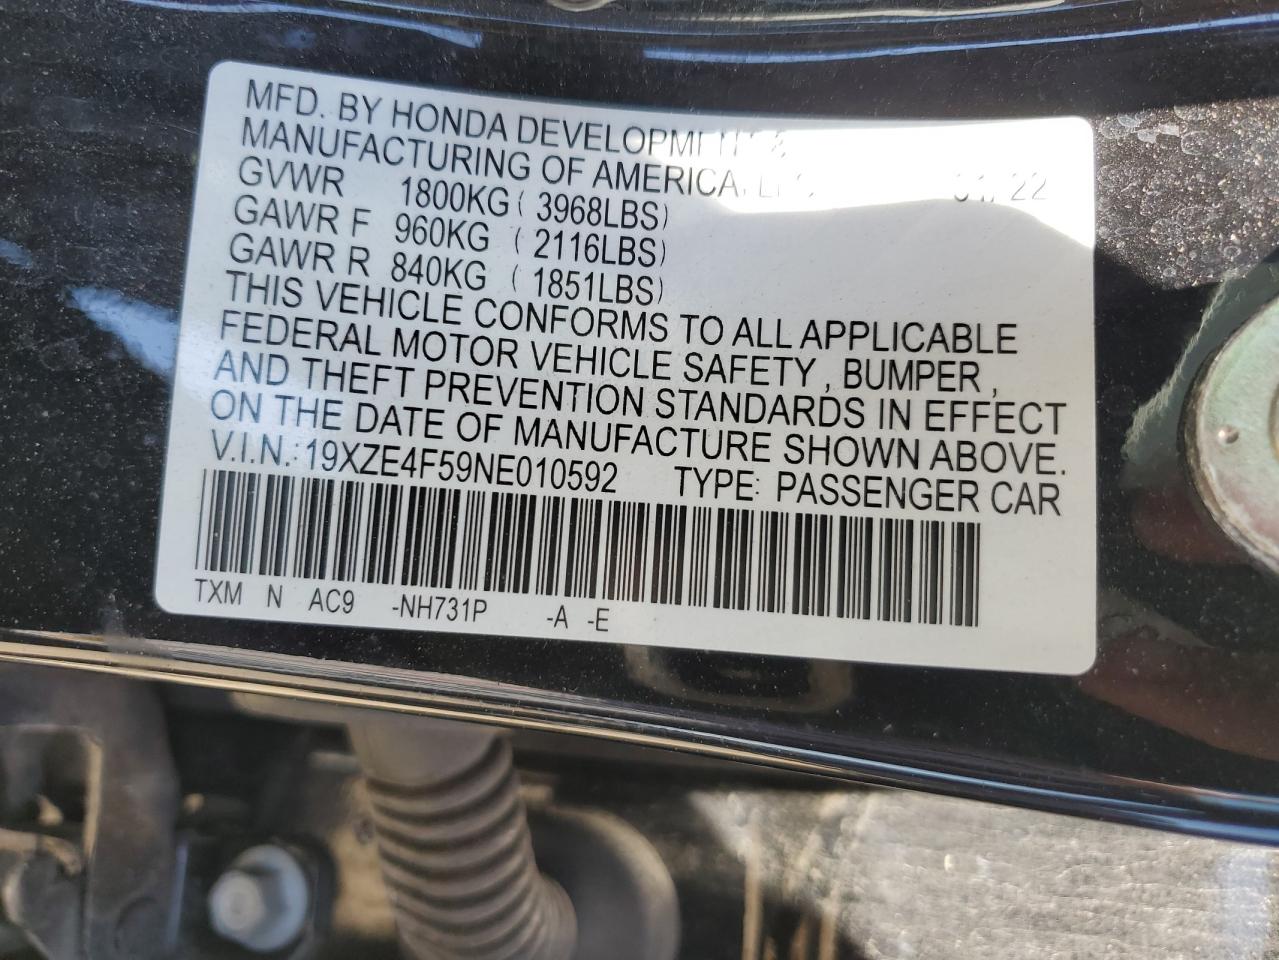 MFD. BY HONDA DEVELOPMENT &
MANUFACTURING OF AMERICA, LLC
GVWR 1800KG ( 3968LBS)
GAWR F 960KG ( 2116LBS)
GAWR R 840KG ( 1851LBS)
THIS VEHICLE CONFORMS TO ALL APPLICABLE
FEDERAL MOTOR VEHICLE SAFETY , BUMPER ,
AND THEFT PREVENTION STANDARDS IN EFFECT
ON THE DATE OF MANUFACTURE SHOWN ABOVE.
V.I.N.: 19XZE4F59NE010592 TYPE: PASSENGER CAR
TXM N AC9 -NH731P -A -E